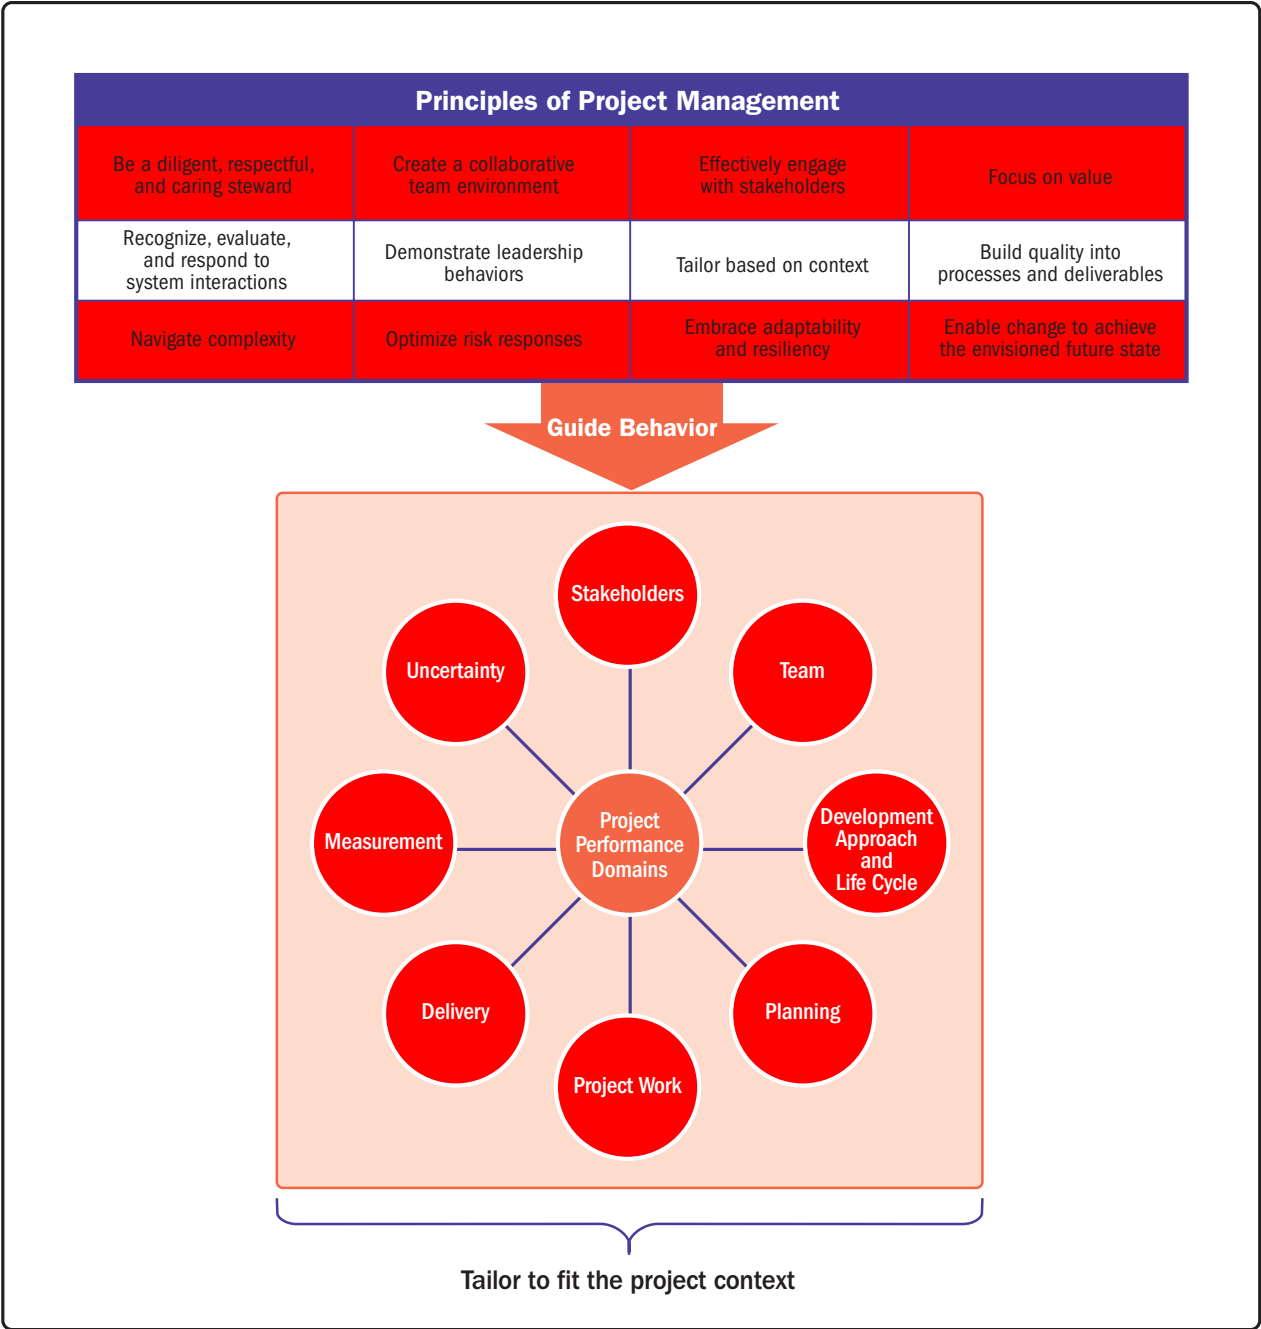 Principles of Project Management
Be a diligent, respectful,
and caring steward
Create a collaborative
team environment
Effectively engage
with stakeholders
Focus on value
Recognize, evaluate,
and respond to
system interactions
Demonstrate leadership
behaviors
Tailor based on context
Build quality into
processes and deliverables
Navigate complexity
Optimize risk responses
Embrace adaptability
and resiliency
Enable change to achieve
the envisioned future state
Guide Behavior
Stakeholders
Uncertainty
Team
Measurement
Project
Performance
Domains
Development
Approach
and
Life Cycle
Delivery
Planning
Project Work
Tailor to fit the project context